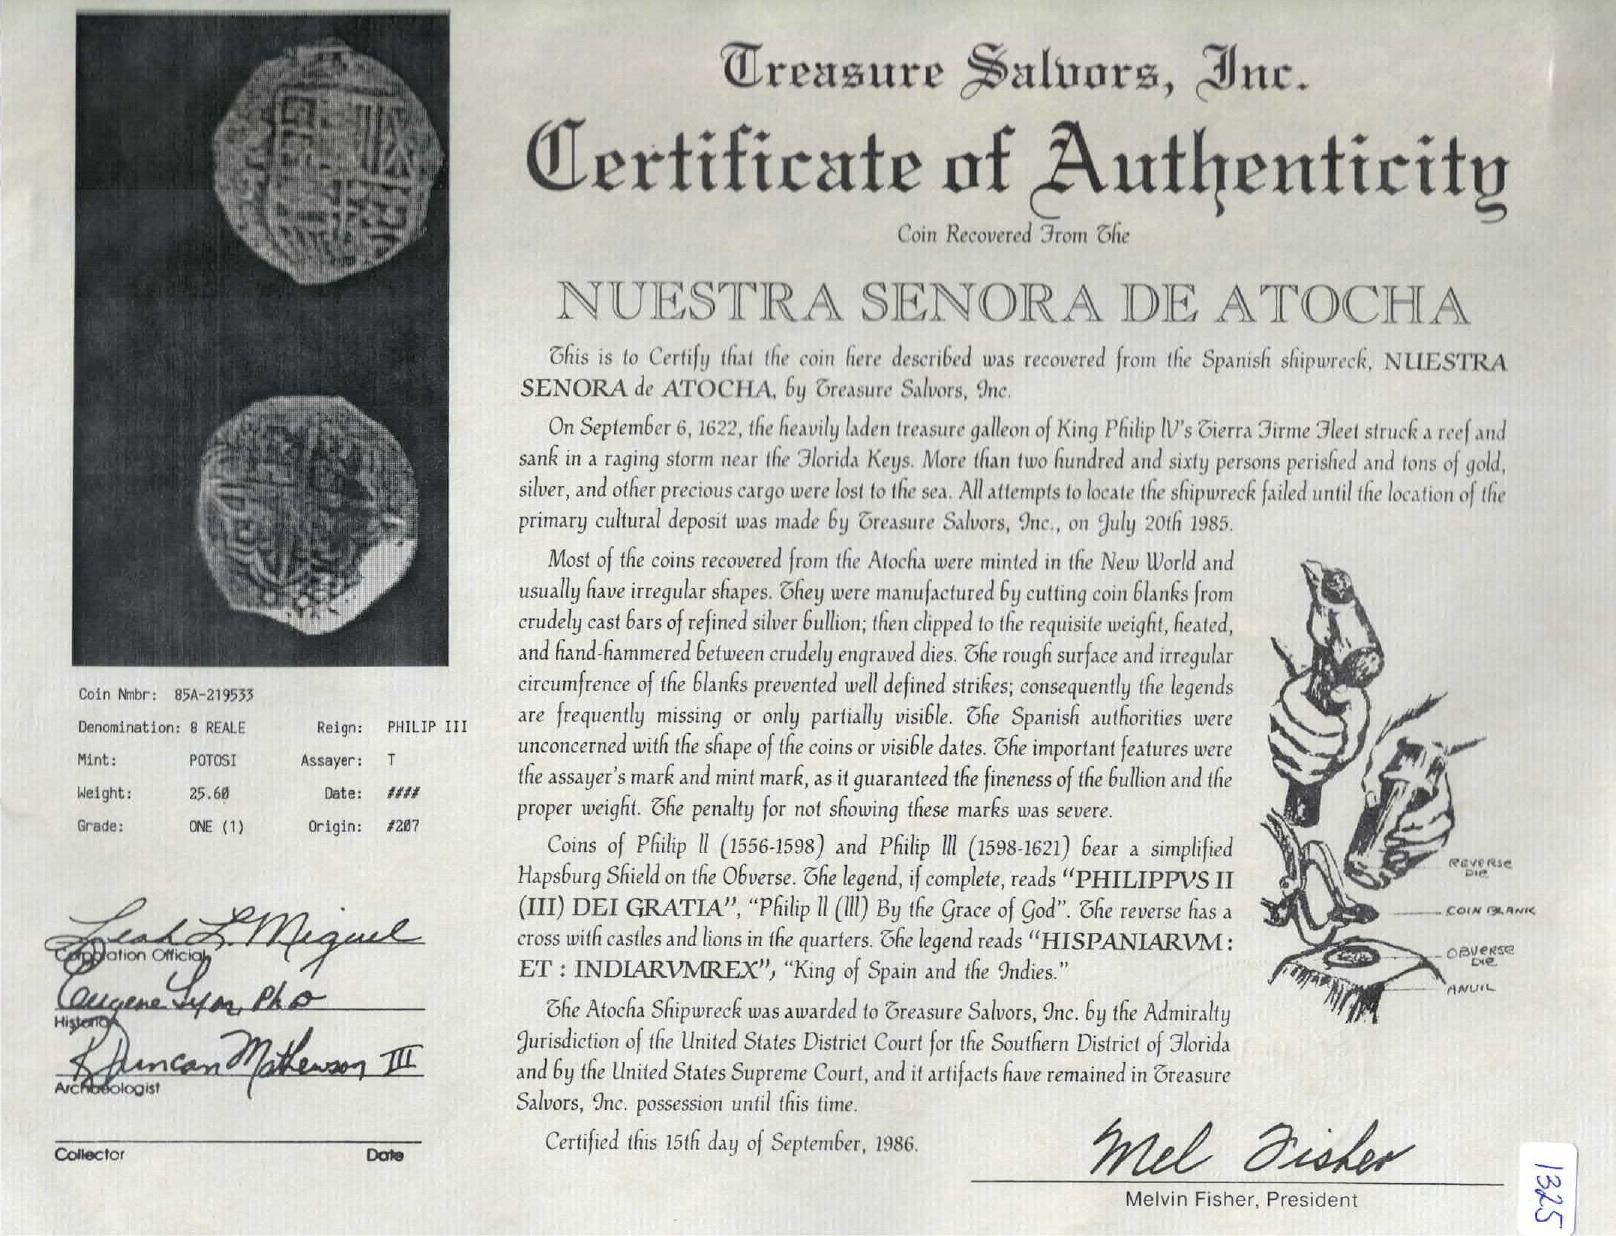 Treasure Salvors, Inc.
Certificate of Authenticity
Coin Recovered From The
NUESTRA SENORA DE ATOCHA
This is to Certify that the coin here described was recovered from the Spanish shipwreck, NUESTRA
SENORA de ATOCHA, by Treasure Salvors, Inc.
On September 6, 1622, the heavily laden treasure galleon of King Philip IV's Tierra Firme Fleet struck a reef and
sank in a raging storm near the Florida Keys. More than two hundred and sixty persons perished and tons of gold,
silver, and other precious cargo were lost to the sea. All attempts to locate the shipwreck failed until the location of the
primary cultural deposit was made by Treasure Salvors, Inc., on July 20th 1985.
Most of the coins recovered from the Atocha were minted in the New World and
usually have irregular shapes. They were manufactured by cutting coin blanks from
crudely cast bars of refined silver bullion; then clipped to the requisite weight, heated,
and hand-hammered between crudely engraved dies. The rough surface and irregular
circumfrence of the blanks prevented well defined strikes; consequently the legends
are frequently missing or only partially visible. The Spanish authorities were
unconcerned with the shape of the coins or visible dates. The important features were
the assayer's mark and mint mark, as it guaranteed the fineness of the bullion and the
proper weight. The penalty for not showing these marks was severe.
Coins of Philip II (1556-1598) and Philip III (1598-1621) bear a simplified
Hapsburg Shield on the Obverse. The legend, if complete, reads "PHILIPPVS II
(III) DEI GRATIA", "Philip II (III) By the Grace of God". The reverse has a
cross with castles and lions in the quarters. The legend reads "HISPANIARVM :
ET : INDIARVMREX", "King of Spain and the Indies."
The Atocha Shipwreck was awarded to Treasure Salvors, Inc. by the Admiralty
Jurisdiction of the United States District Court for the Southern District of Florida
and by the United States Supreme Court, and it artifacts have remained in Treasure
Salvors, Inc. possession until this time.
Certified this 15th day of September, 1986.
REVERSE
DIE
COIN BLANK
OBVERSE
DIE
ANUIL
Mel Fisher
Melvin Fisher, President
Coin Nmbr: 85A-219533
Denomination: 8 REALE Reign: PHILIP III
Mint: POTOSI Assayer: T
Weight: 25.60 Date: ####
Grade: ONE (1) Origin: #207
Leah L. Miguel
Corporation Official
Eugene Lyon, PhD
Historian
R Duncan Mathewson III
Archaeologist
Collector Date
1325